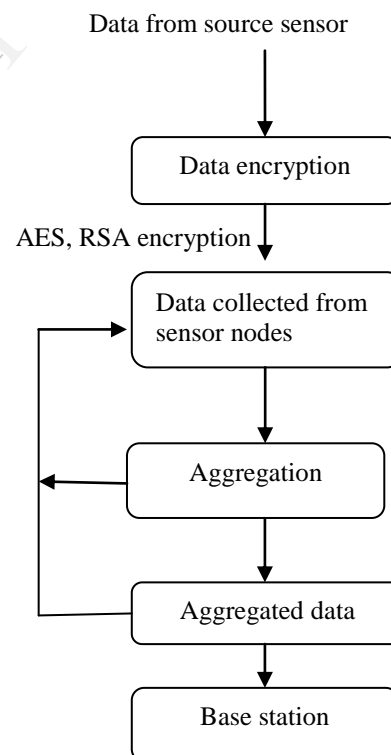 Data from source sensor
Data encryption
AES, RSA encryption
Data collected from
sensor nodes
Aggregation
Aggregated data
Base station